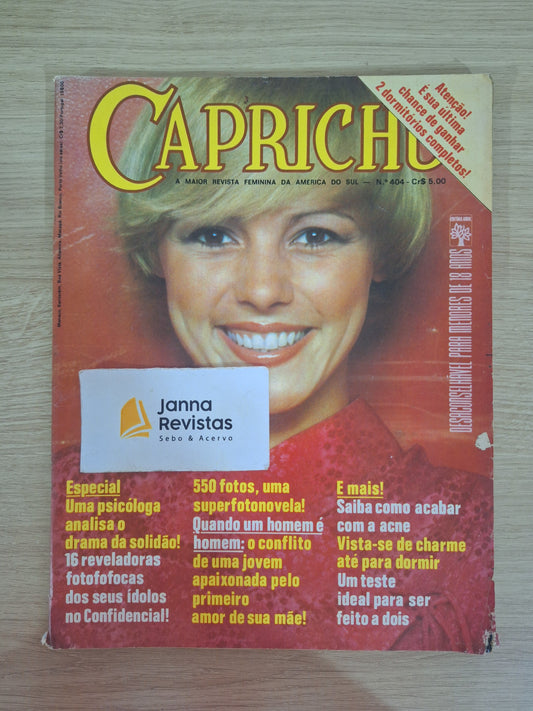 CAPRICHO
Atenção!
E sua última
chance de ganhar
2 dormitórios completos!
A MAIOR REVISTA FEMININA DA AMERICA DO SUL — N.º 404 - Cr$ 5,00
EDITORA ABRIL
DESACONSELHÁVEL PARA MENORES DE 18 ANOS
Janna
Revistas
Sebo & Acervo
Especial
Uma psicóloga
analisa o
drama da solidão!
16 reveladoras
fotofofocas
dos seus ídolos
no Confidencial!
550 fotos, uma
superfotonovela!
Quando um homem é
homem: o conflito
de uma jovem
apaixonada pelo
primeiro
amor de sua mãe!
E mais!
Saiba como acabar
com a acne
Vista-se de charme
até para dormir
Um teste
ideal para ser
feito a dois